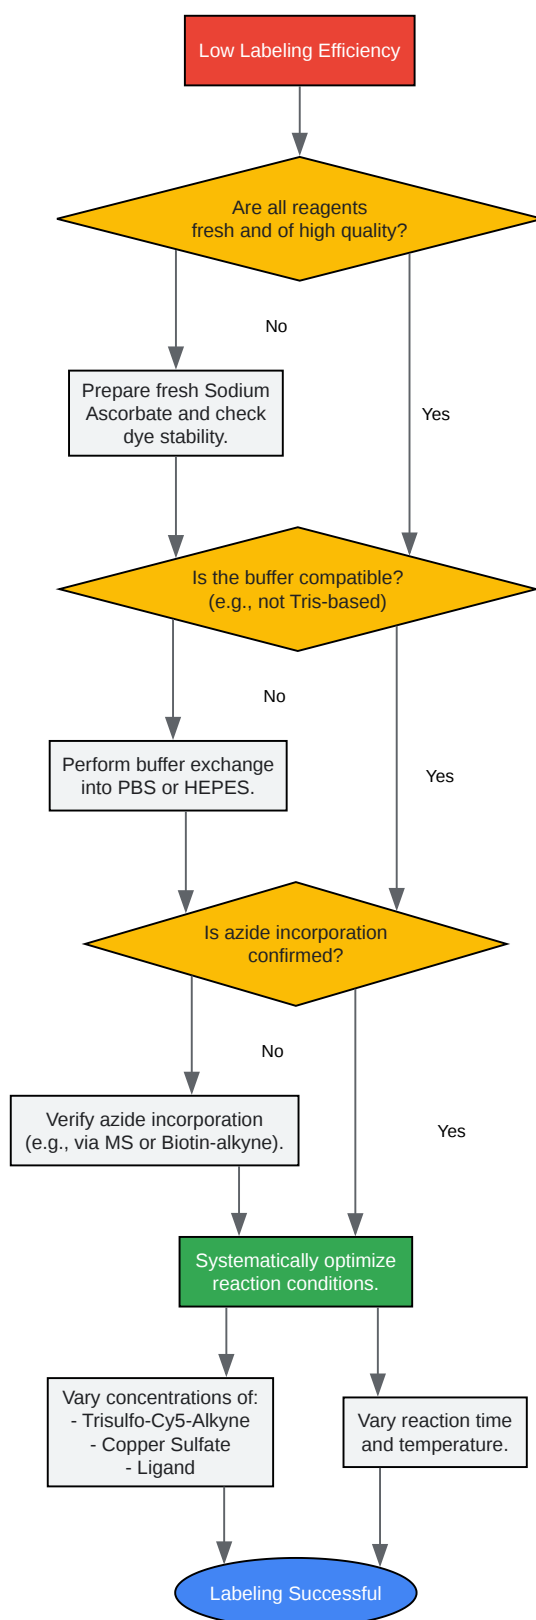 Low Labeling Efficiency
Are all reagents
fresh and of high quality?
No
Prepare fresh Sodium
Ascorbate and check
dye stability.
Yes
Is the buffer compatible?
(e.g., not Tris-based)
No
Perform buffer exchange
into PBS or HEPES.
Yes
Is azide incorporation
confirmed?
No
Verify azide incorporation
(e.g., via MS or Biotin-alkyne).
Yes
Systematically optimize
reaction conditions.
Vary concentrations of:
- Trisulfo-Cy5-Alkyne
- Copper Sulfate
- Ligand
Vary reaction time
and temperature.
Labeling Successful